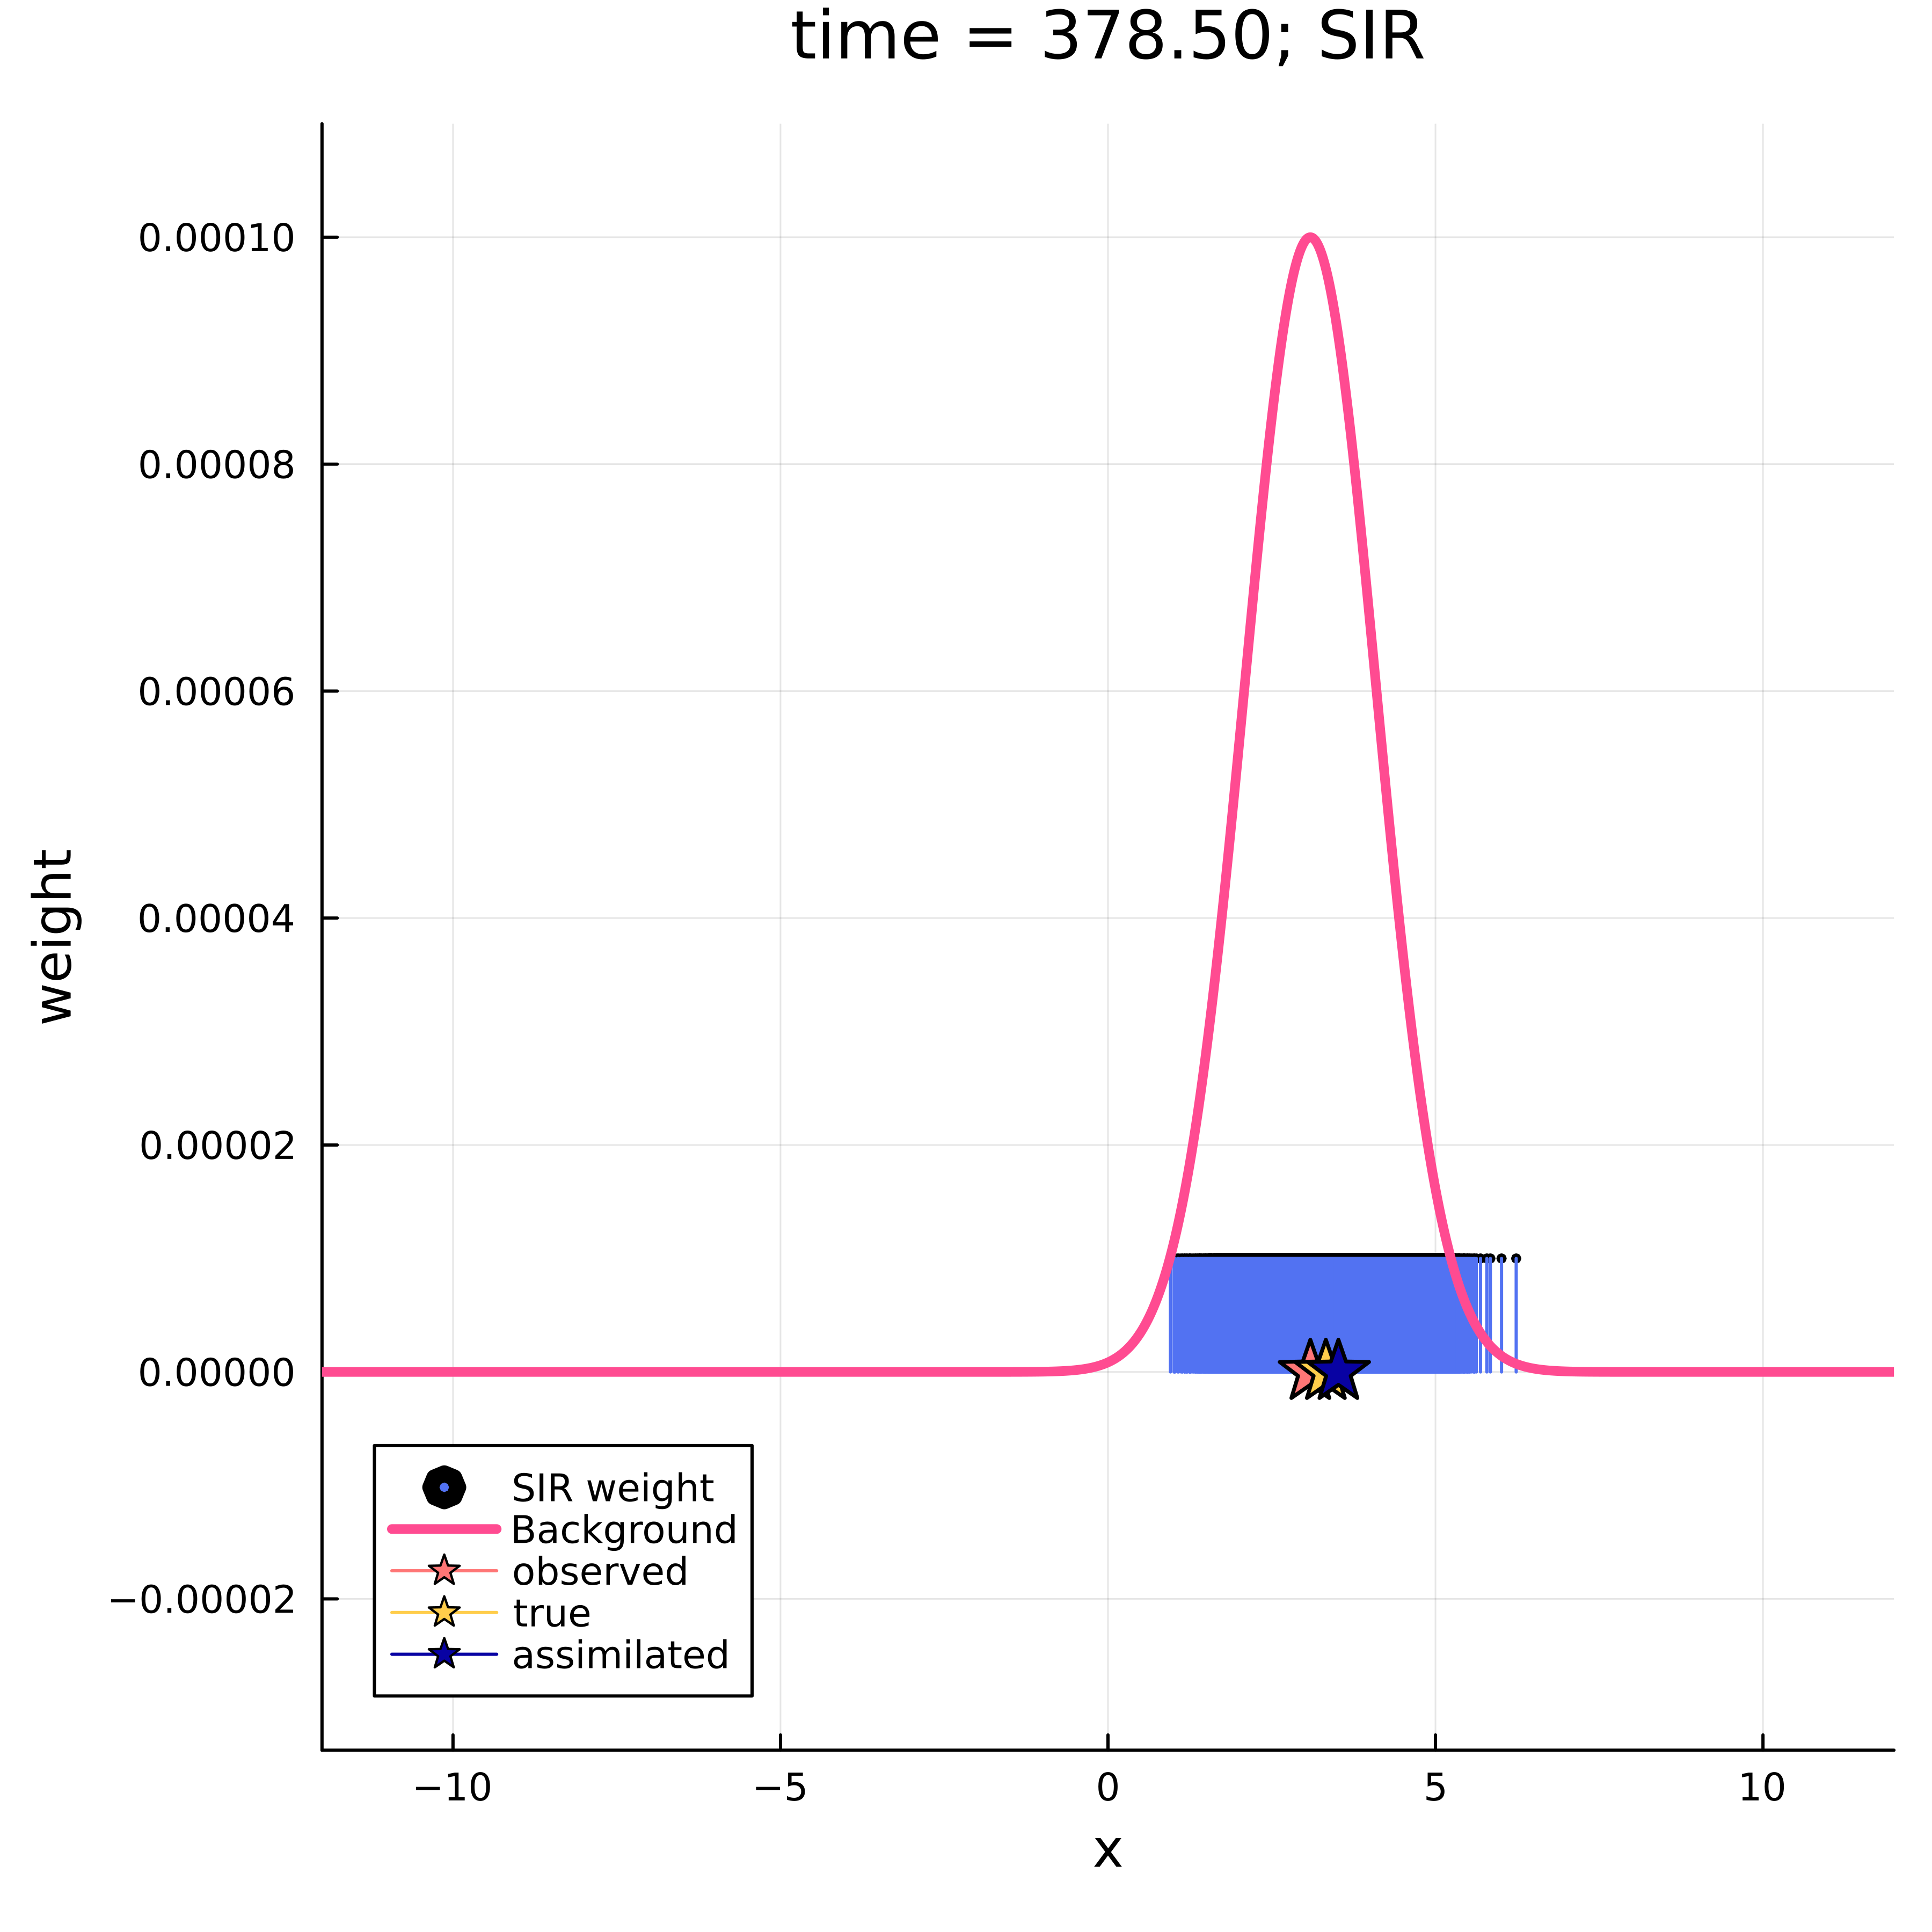 time = 378.50; SIR
weight
0.00010
0.00008
0.00006
0.00004
0.00002
0.00000
−0.00002
SIR weight
Background
observed
true
assimilated
−10 −5 0 5 10
x